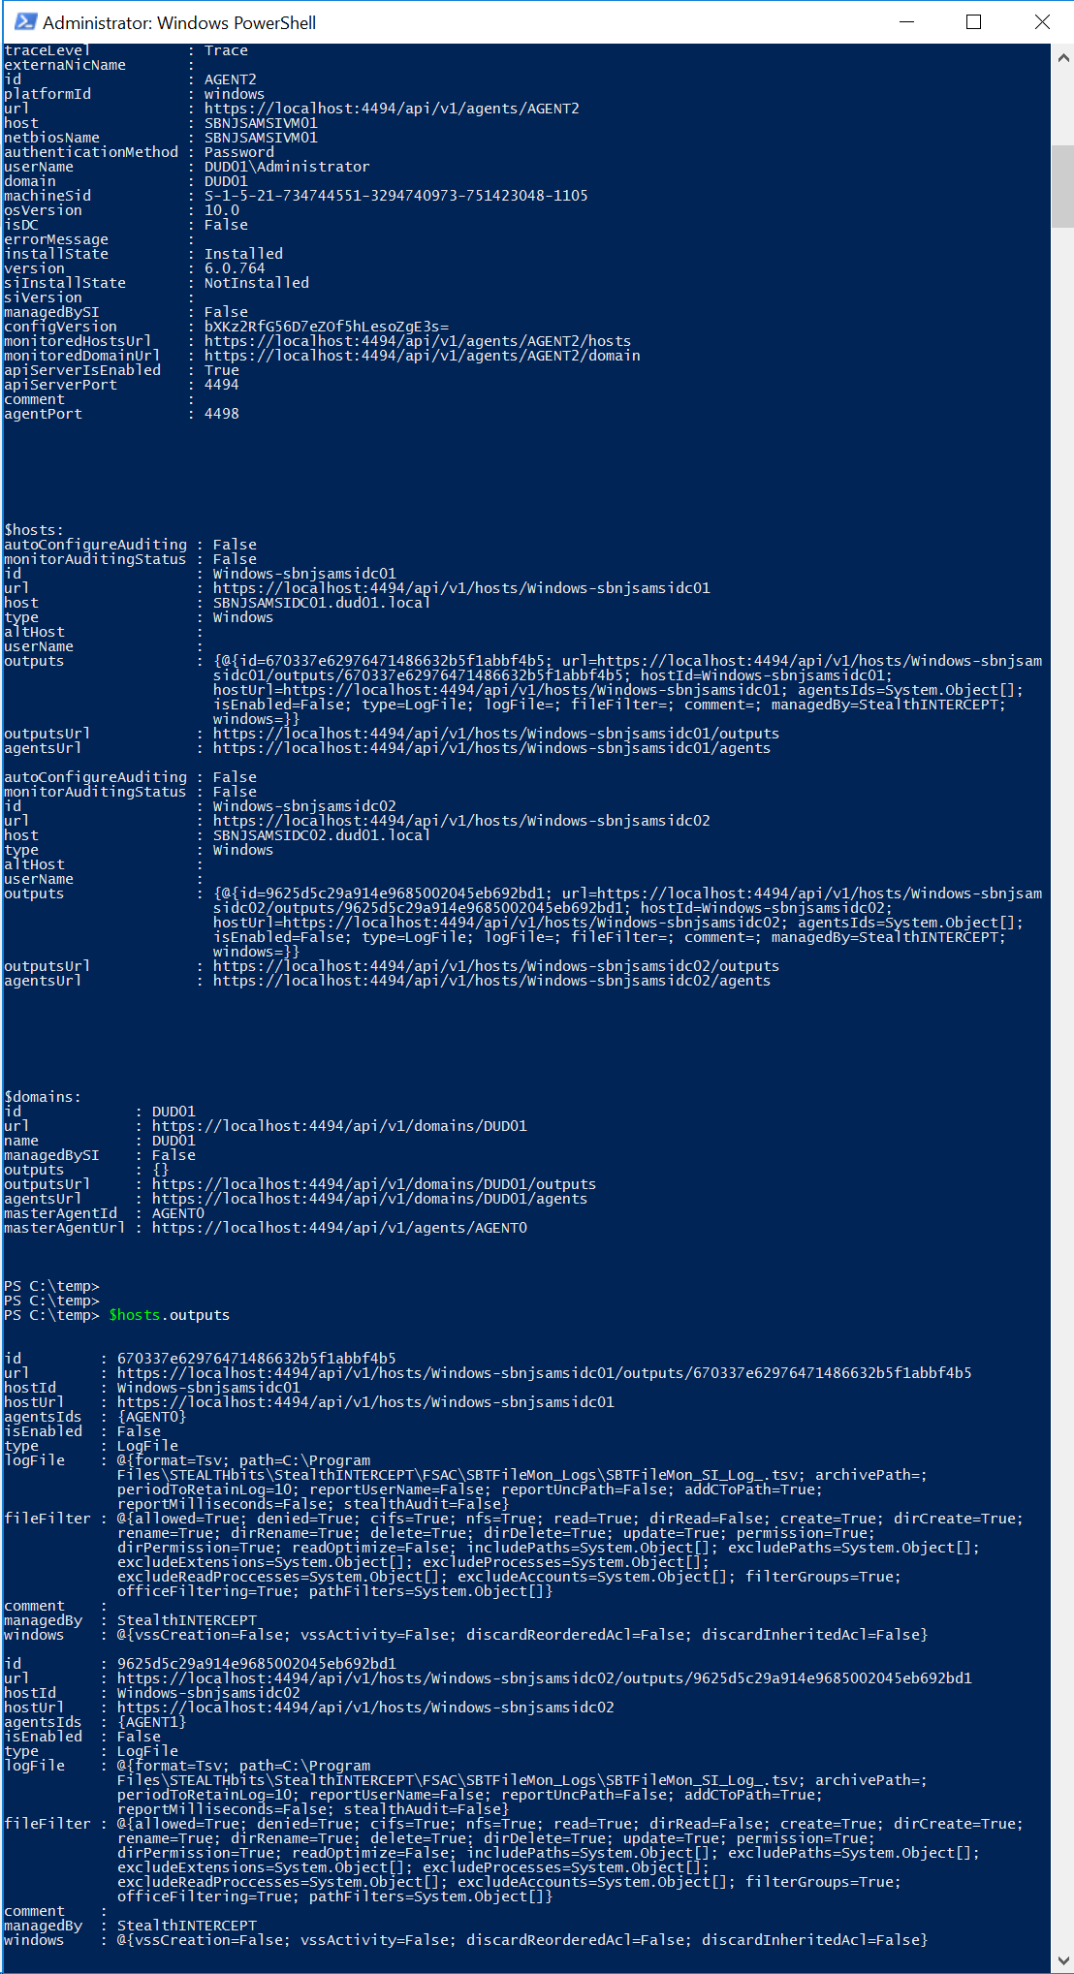 Administrator: Windows PowerShell
traceLevel           : Trace
externaNicName       :
id                   : AGENT2
platformId           : windows
url                  : https://localhost:4494/api/v1/agents/AGENT2
host                 : SBNJSAMSIVM01
netbiosName          : SBNJSAMSIVM01
authenticationMethod : Password
userName             : DUD01\Administrator
domain               : DUD01
machineSid           : S-1-5-21-734744551-3294740973-751423048-1105
osVersion            : 10.0
isDC                 : False
errorMessage         :
installState         : Installed
version              : 6.0.764
siInstallState       : NotInstalled
siVersion            :
managedBySI          : False
configVersion        : bXKz2RfG56D7eZOf5hLesoZgE3s=
monitoredHostsUrl    : https://localhost:4494/api/v1/agents/AGENT2/hosts
monitoredDomainUrl   : https://localhost:4494/api/v1/agents/AGENT2/domain
apiServerIsEnabled   : True
apiServerPort        : 4494
comment              :
agentPort            : 4498
$hosts:
autoConfigureAuditing : False
monitorAuditingStatus : False
id                    : Windows-sbnjsamsidc01
url                   : https://localhost:4494/api/v1/hosts/Windows-sbnjsamsidc01
host                  : SBNJSAMSIDC01.dud01.local
type                  : Windows
altHost               :
userName              :
outputs               : {@{id=670337e62976471486632b5f1abbf4b5; url=https://localhost:4494/api/v1/hosts/Windows-sbnjsam
sidc01/outputs/670337e62976471486632b5f1abbf4b5; hostId=Windows-sbnjsamsidc01;
hostUrl=https://localhost:4494/api/v1/hosts/Windows-sbnjsamsidc01; agentsIds=System.Object[];
isEnabled=False; type=LogFile; logFile=; fileFilter=; comment=; managedBy=StealthINTERCEPT;
windows=}}
outputsUrl            : https://localhost:4494/api/v1/hosts/Windows-sbnjsamsidc01/outputs
agentsUrl             : https://localhost:4494/api/v1/hosts/Windows-sbnjsamsidc01/agents
autoConfigureAuditing : False
monitorAuditingStatus : False
id                    : Windows-sbnjsamsidc02
url                   : https://localhost:4494/api/v1/hosts/Windows-sbnjsamsidc02
host                  : SBNJSAMSIDC02.dud01.local
type                  : Windows
altHost               :
userName              :
outputs               : {@{id=9625d5c29a914e9685002045eb692bd1; url=https://localhost:4494/api/v1/hosts/Windows-sbnjsam
sidc02/outputs/9625d5c29a914e9685002045eb692bd1; hostId=Windows-sbnjsamsidc02;
hostUrl=https://localhost:4494/api/v1/hosts/Windows-sbnjsamsidc02; agentsIds=System.Object[];
isEnabled=False; type=LogFile; logFile=; fileFilter=; comment=; managedBy=StealthINTERCEPT;
windows=}}
outputsUrl            : https://localhost:4494/api/v1/hosts/Windows-sbnjsamsidc02/outputs
agentsUrl             : https://localhost:4494/api/v1/hosts/Windows-sbnjsamsidc02/agents
$domains:
id             : DUD01
url            : https://localhost:4494/api/v1/domains/DUD01
name           : DUD01
managedBySI    : False
outputs        : {}
outputsUrl     : https://localhost:4494/api/v1/domains/DUD01/outputs
agentsUrl      : https://localhost:4494/api/v1/domains/DUD01/agents
masterAgentId  : AGENT0
masterAgentUrl : https://localhost:4494/api/v1/agents/AGENT0
PS C:\temp>
PS C:\temp>
PS C:\temp> $hosts.outputs
id         : 670337e62976471486632b5f1abbf4b5
url        : https://localhost:4494/api/v1/hosts/Windows-sbnjsamsidc01/outputs/670337e62976471486632b5f1abbf4b5
hostId     : Windows-sbnjsamsidc01
hostUrl    : https://localhost:4494/api/v1/hosts/Windows-sbnjsamsidc01
agentsIds  : {AGENT0}
isEnabled  : False
type       : LogFile
logFile    : @{format=Tsv; path=C:\Program
Files\STEALTHbits\StealthINTERCEPT\FSAC\SBTFileMon_Logs\SBTFileMon_SI_Log_.tsv; archivePath=;
periodToRetainLog=10; reportUserName=False; reportUncPath=False; addCToPath=True;
reportMilliseconds=False; stealthAudit=False}
fileFilter : @{allowed=True; denied=True; cifs=True; nfs=True; read=True; dirRead=False; create=True; dirCreate=True;
rename=True; dirRename=True; delete=True; dirDelete=True; update=True; permission=True;
dirPermission=True; readOptimize=False; includePaths=System.Object[]; excludePaths=System.Object[];
excludeExtensions=System.Object[]; excludeProcesses=System.Object[];
excludeReadProccesses=System.Object[]; excludeAccounts=System.Object[]; filterGroups=True;
officeFiltering=True; pathFilters=System.Object[]}
comment    :
managedBy  : StealthINTERCEPT
windows    : @{vssCreation=False; vssActivity=False; discardReorderedAcl=False; discardInheritedAcl=False}
id         : 9625d5c29a914e9685002045eb692bd1
url        : https://localhost:4494/api/v1/hosts/Windows-sbnjsamsidc02/outputs/9625d5c29a914e9685002045eb692bd1
hostId     : Windows-sbnjsamsidc02
hostUrl    : https://localhost:4494/api/v1/hosts/Windows-sbnjsamsidc02
agentsIds  : {AGENT1}
isEnabled  : False
type       : LogFile
logFile    : @{format=Tsv; path=C:\Program
Files\STEALTHbits\StealthINTERCEPT\FSAC\SBTFileMon_Logs\SBTFileMon_SI_Log_.tsv; archivePath=;
periodToRetainLog=10; reportUserName=False; reportUncPath=False; addCToPath=True;
reportMilliseconds=False; stealthAudit=False}
fileFilter : @{allowed=True; denied=True; cifs=True; nfs=True; read=True; dirRead=False; create=True; dirCreate=True;
rename=True; dirRename=True; delete=True; dirDelete=True; update=True; permission=True;
dirPermission=True; readOptimize=False; includePaths=System.Object[]; excludePaths=System.Object[];
excludeExtensions=System.Object[]; excludeProcesses=System.Object[];
excludeReadProccesses=System.Object[]; excludeAccounts=System.Object[]; filterGroups=True;
officeFiltering=True; pathFilters=System.Object[]}
comment    :
managedBy  : StealthINTERCEPT
windows    : @{vssCreation=False; vssActivity=False; discardReorderedAcl=False; discardInheritedAcl=False}